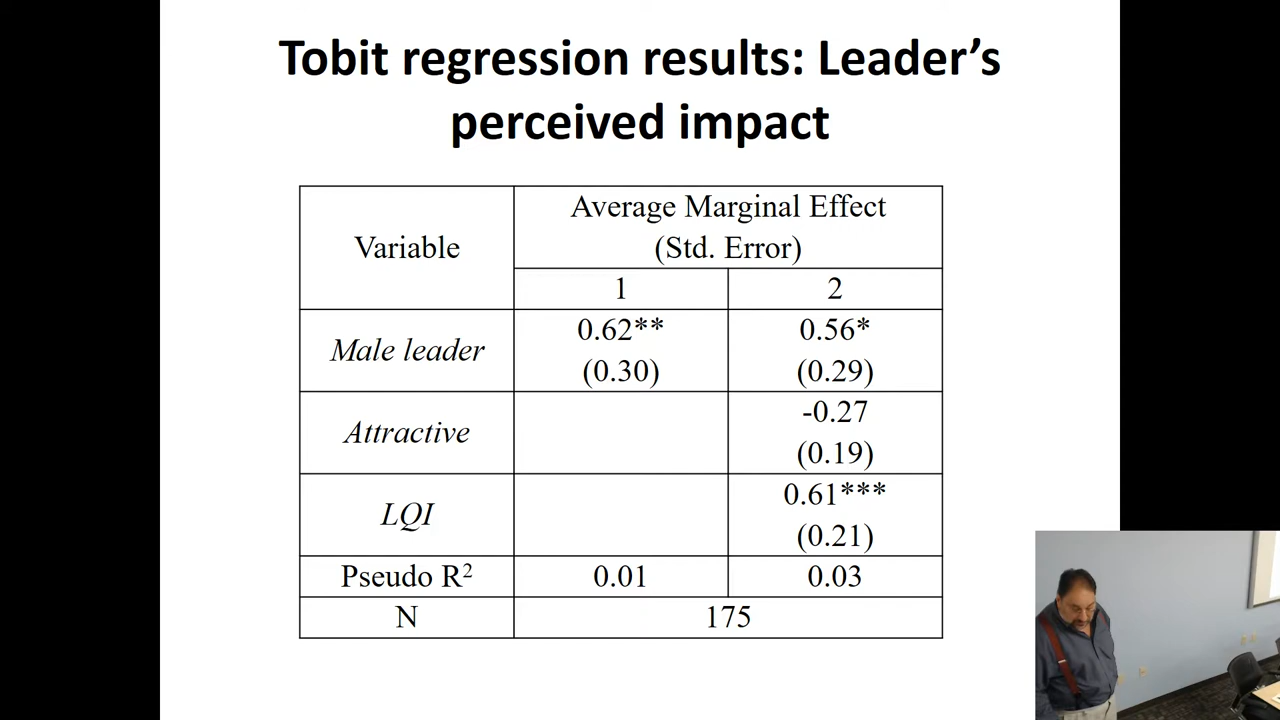 Tobit regression results: Leader’s
perceived impact
Variable
Average Marginal Effect
(Std. Error)
1
2
Male leader
0.62**
(0.30)
0.56*
(0.29)
Attractive
-0.27
(0.19)
LQI
0.61***
(0.21)
Pseudo R²
0.01
0.03
N
175